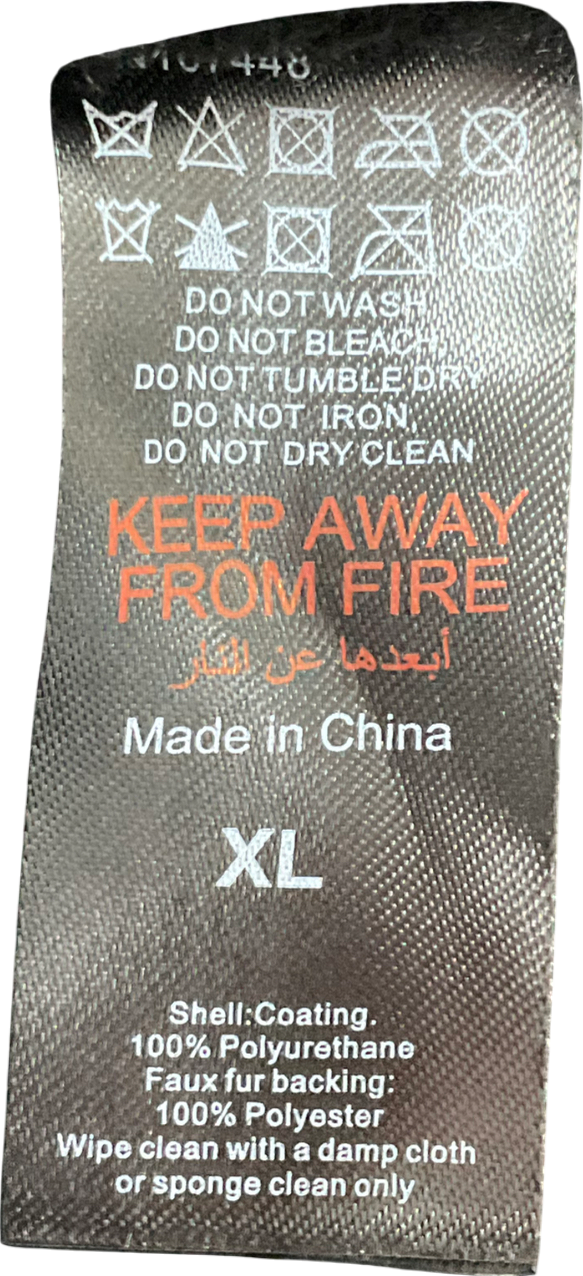 DO NOT WASH,
DO NOT BLEACH,
DO NOT TUMBLE DRY
DO NOT IRON,
DO NOT DRY CLEAN
KEEP AWAY
FROM FIRE
أبعدها عن النار
Made in China
XL
Shell:Coating.
100% Polyurethane
Faux fur backing:
100% Polyester
Wipe clean with a damp cloth
or sponge clean only